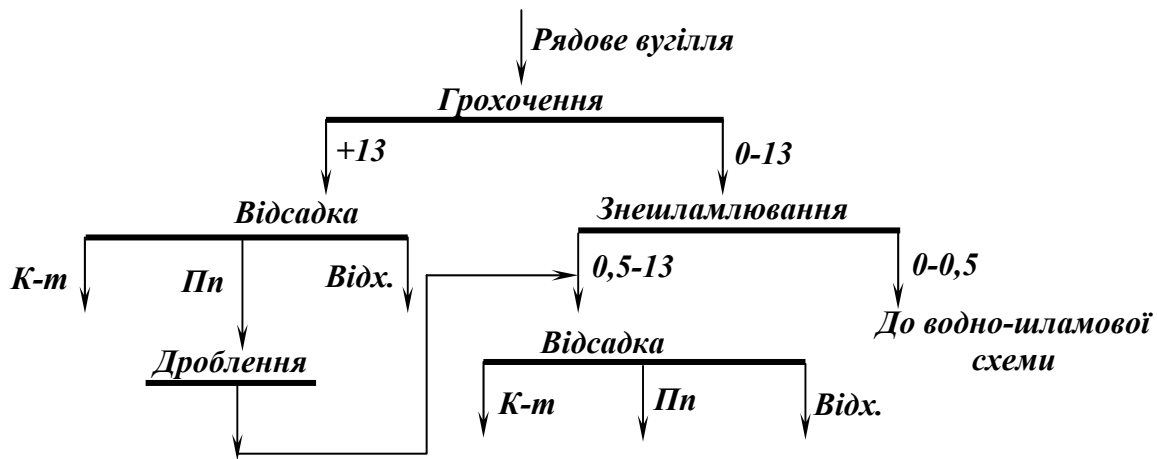 Рядове вугілля
Грохочення
+13
0-13
Відсадка
Знешламлювання
К-т
Пп
Відх.
0,5-13
0-0,5
До водно-шламової
схеми
Дроблення
Відсадка
К-т
Пп
Відх.